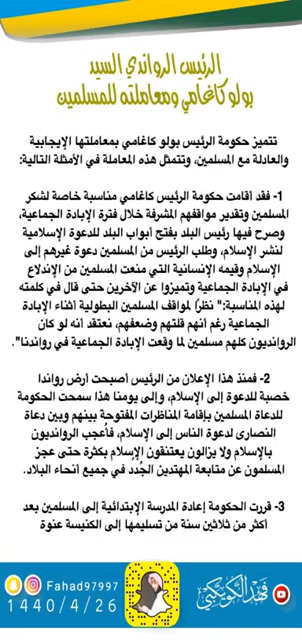 الرئيس الرواندي السيد
بولو كاغامي ومعاملته للمسلمين
تتميز حكومة الرئيس بولو كاغامي بمعاملتها الإيجابية
والعادلة مع المسلمين، وتتمثل هذه المعاملة في الأمثلة التالية:
1- فقد أقامت حكومة الرئيس كاغامي مناسبة خاصة لشكر
المسلمين وتقدير مواقفهم المشرفة خلال فترة الإبادة الجماعية،
وصرح فيها رئيس البلد بفتح أبواب البلد للدعوة الإسلامية
لنشر الإسلام، وطلب الرئيس من المسلمين دعوة غيرهم إلى
الإسلام وقيمه الإنسانية التي منعت المسلمين من الإندلاع
في الإبادة الجماعية وتميزوا عن الآخرين حتى قال في كلمته
لهذه المناسبة:" نظرًا لمواقف المسلمين البطولية أثناء الإبادة
الجماعية رغم أنهم قلتهم وضعفهم، نعتقد أنه لو كان
الروانديون كلهم مسلمين لما وقعت الإبادة الجماعية في رواندنا".
2- فمنذ هذا الإعلان من الرئيس أصبحت أرض رواندا
خصبة للدعوة إلى الإسلام، وإلى يومنا هذا سمحت الحكومة
للدعاة المسلمين بإقامة المناظرات المفتوحة بينهم وبين دعاة
النصارى لدعوة الناس إلى الإسلام، فأعجب الروانديون
بالإسلام ولا يزالون يعتنقون الإسلام بكثرة حتى عجز
المسلمون عن متابعة المهتدين الجُدد في جميع أنحاء البلاد.
3- قررت الحكومة إعادة المدرسة الإبتدائية إلى المسلمين بعد
أكثر من ثلاثين سنة من تسليمها إلى الكنيسة عنوة
Fahad97997
1440/4/26
فهد الكويكبي